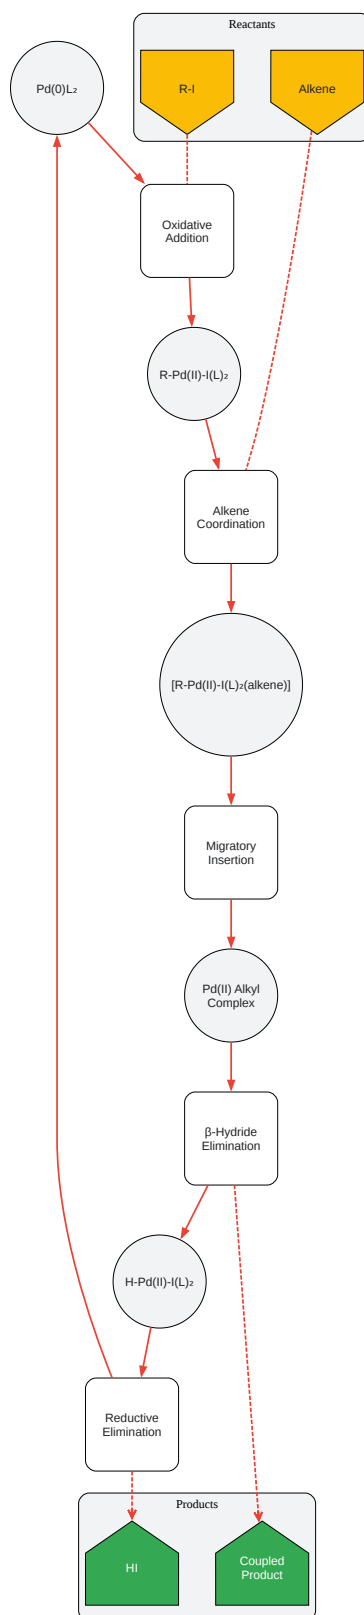 Reactants
Pd(0)L₂
R-I
Alkene
Oxidative
Addition
R-Pd(II)-I(L)₂
Alkene
Coordination
[R-Pd(II)-I(L)₂(alkene)]
Migratory
Insertion
Pd(II) Alkyl
Complex
β-Hydride
Elimination
H-Pd(II)-I(L)₂
Reductive
Elimination
Products
HI
Coupled
Product